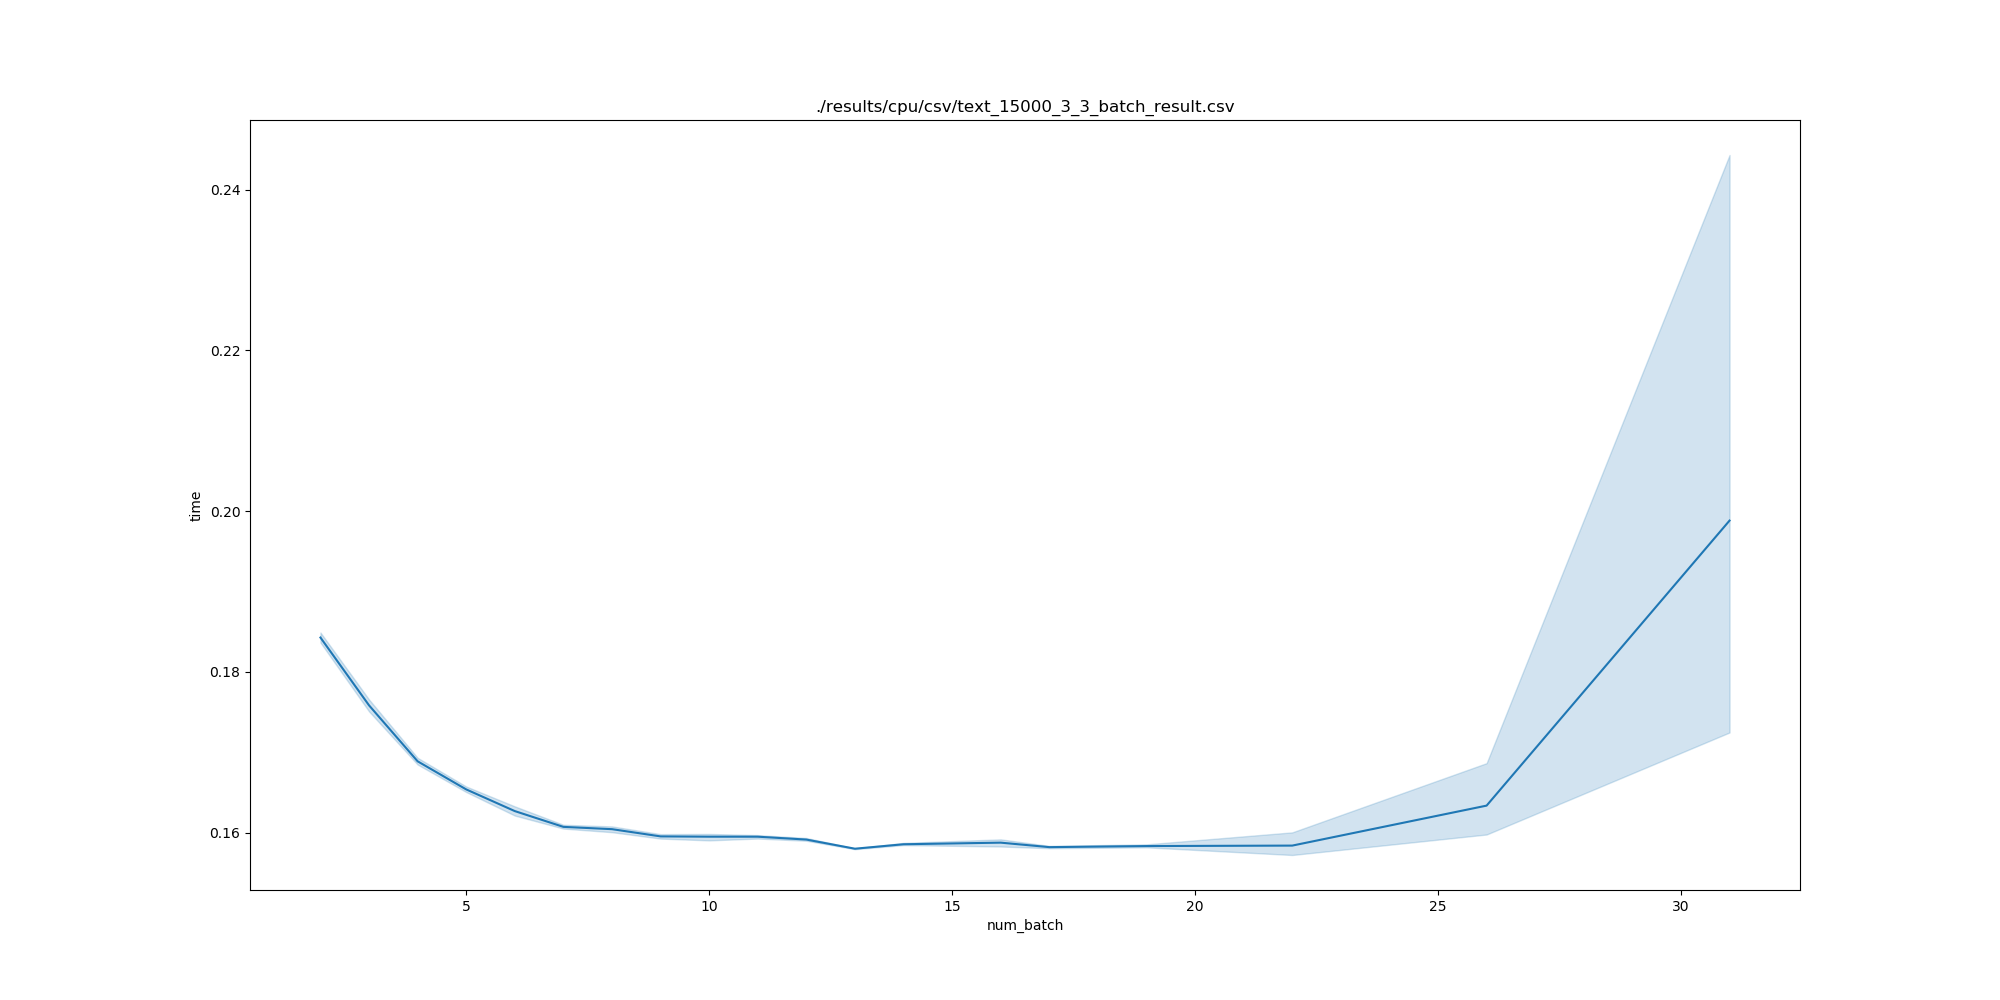 ./results/cpu/csv/text_15000_3_3_batch_result.csv
0.24
0.22
0.20
0.18
0.16
time
5 10 15 20 25 30
num_batch